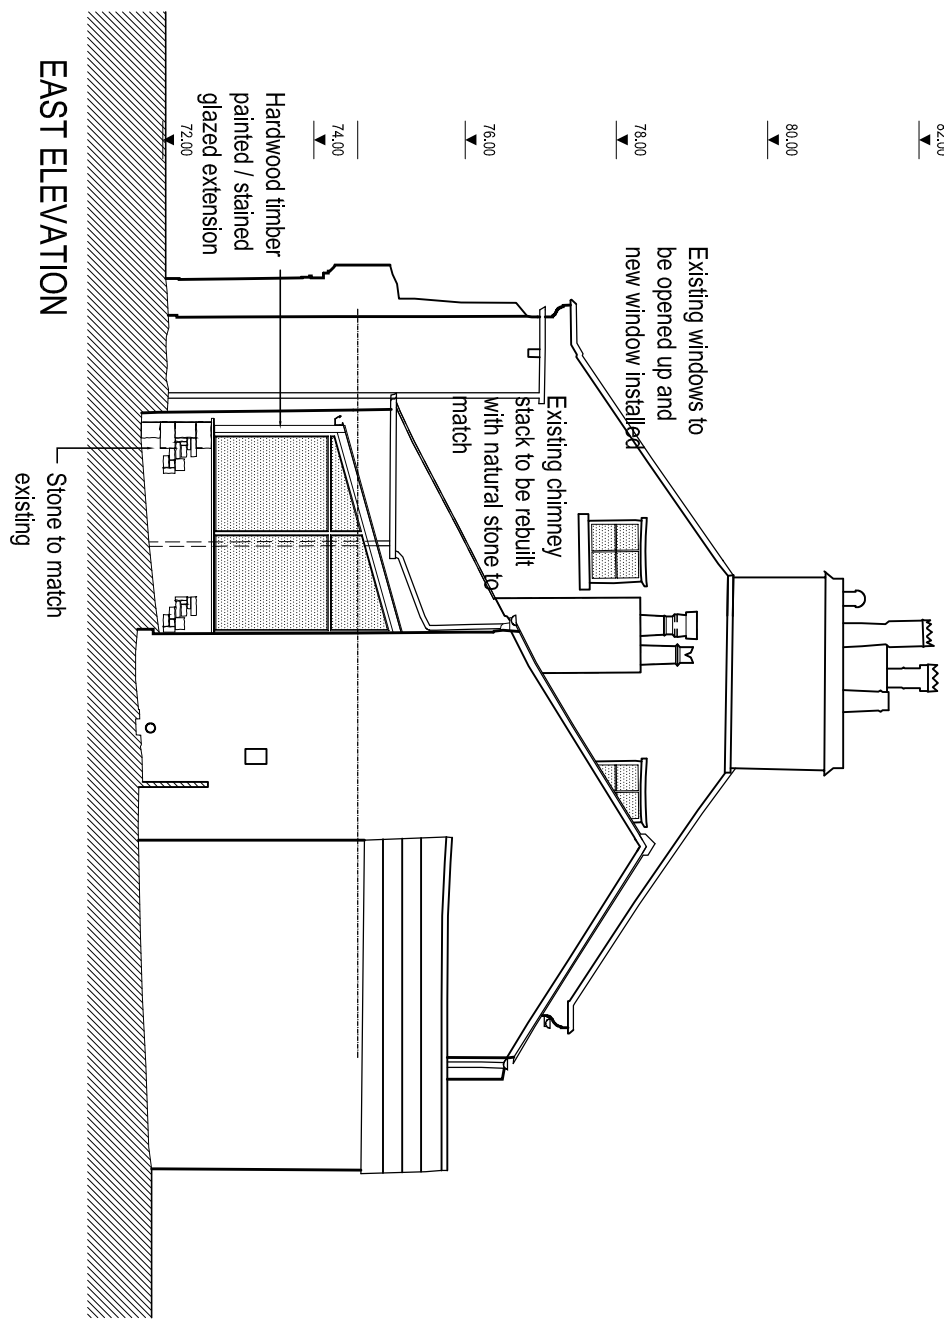 82.00
80.00
78.00
76.00
74.00
72.00
Existing windows to
be opened up and
new window installed
Existing chimney
stack to be rebuilt
with natural stone to
match
Hardwood timber
painted / stained
glazed extension
Stone to match
existing
EAST ELEVATION